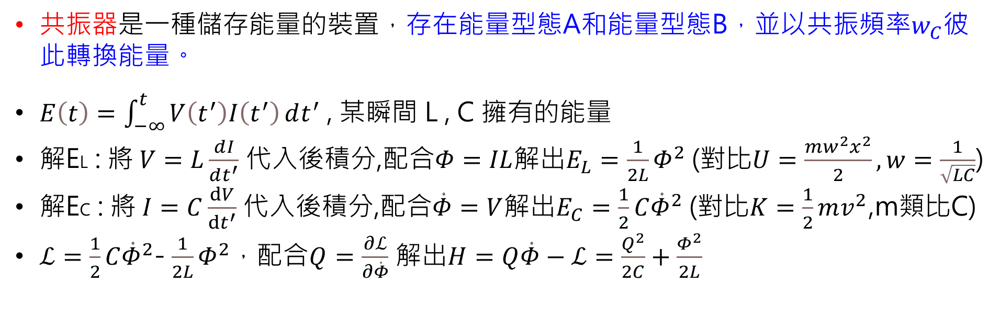 • 共振器是一種儲存能量的裝置，存在能量型態A和能量型態B，並以共振頻率$w_C$彼
此轉換能量。
• $E(t) = \int_{-\infty}^{t} V(t')I(t')\,dt'$ , 某瞬間 L , C 擁有的能量
• 解E_L : 將 $V = L\frac{dI}{dt'}$ 代入後積分,配合$\Phi = IL$解出$E_L = \frac{1}{2L}\Phi^2$ (對比$U = \frac{mw^2x^2}{2}, w = \frac{1}{\sqrt{LC}}$)
• 解E_C : 將 $I = C\frac{\mathrm{d}V}{\mathrm{d}t'}$ 代入後積分,配合$\dot{\Phi} = V$解出$E_C = \frac{1}{2}C\dot{\Phi}^2$ (對比$K = \frac{1}{2}mv^2$,m類比C)
• $\mathcal{L} = \frac{1}{2}C\dot{\Phi}^2$- $\frac{1}{2L}\Phi^2$，配合$Q = \frac{\partial\mathcal{L}}{\partial\dot{\Phi}}$ 解出$H = Q\dot{\Phi} - \mathcal{L} = \frac{Q^2}{2C} + \frac{\Phi^2}{2L}$